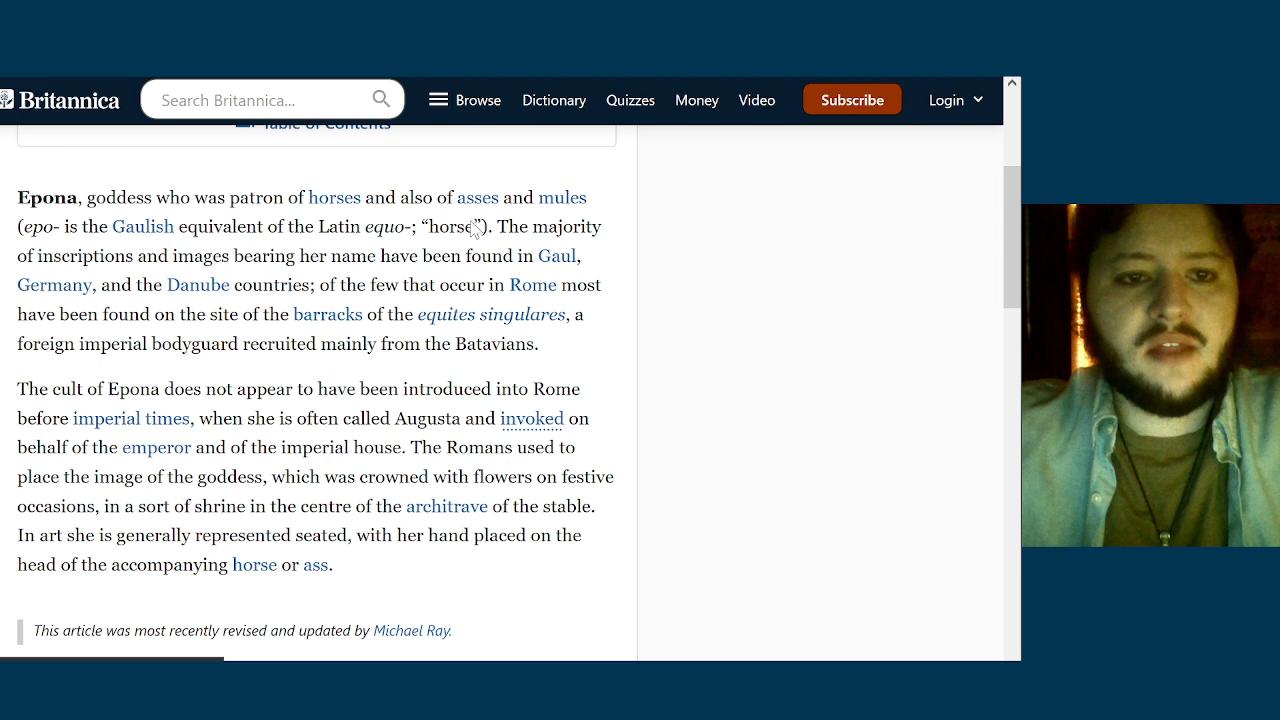 Britannica
Search Britannica...
Browse
Dictionary
Quizzes
Money
Video
Subscribe
Login
Table of Contents
Epona, goddess who was patron of horses and also of asses and mules
(epo- is the Gaulish equivalent of the Latin equo-; “horse”). The majority
of inscriptions and images bearing her name have been found in Gaul,
Germany, and the Danube countries; of the few that occur in Rome most
have been found on the site of the barracks of the equites singulares, a
foreign imperial bodyguard recruited mainly from the Batavians.
The cult of Epona does not appear to have been introduced into Rome
before imperial times, when she is often called Augusta and invoked on
behalf of the emperor and of the imperial house. The Romans used to
place the image of the goddess, which was crowned with flowers on festive
occasions, in a sort of shrine in the centre of the architrave of the stable.
In art she is generally represented seated, with her hand placed on the
head of the accompanying horse or ass.
This article was most recently revised and updated by Michael Ray.